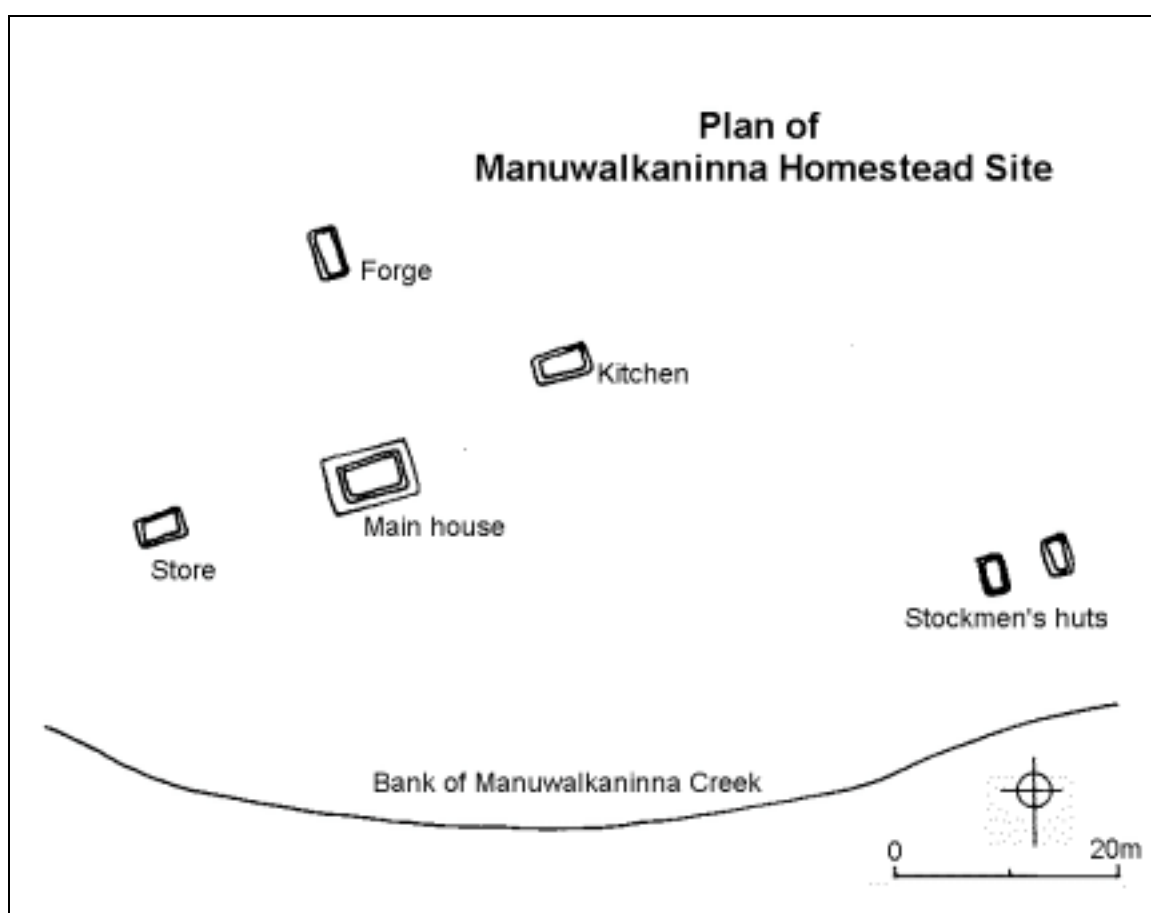 Plan of
Manuwalkaninna Homestead Site
Forge
Kitchen
Main house
Store
Stockmen's huts
Bank of Manuwalkaninna Creek
0 20m